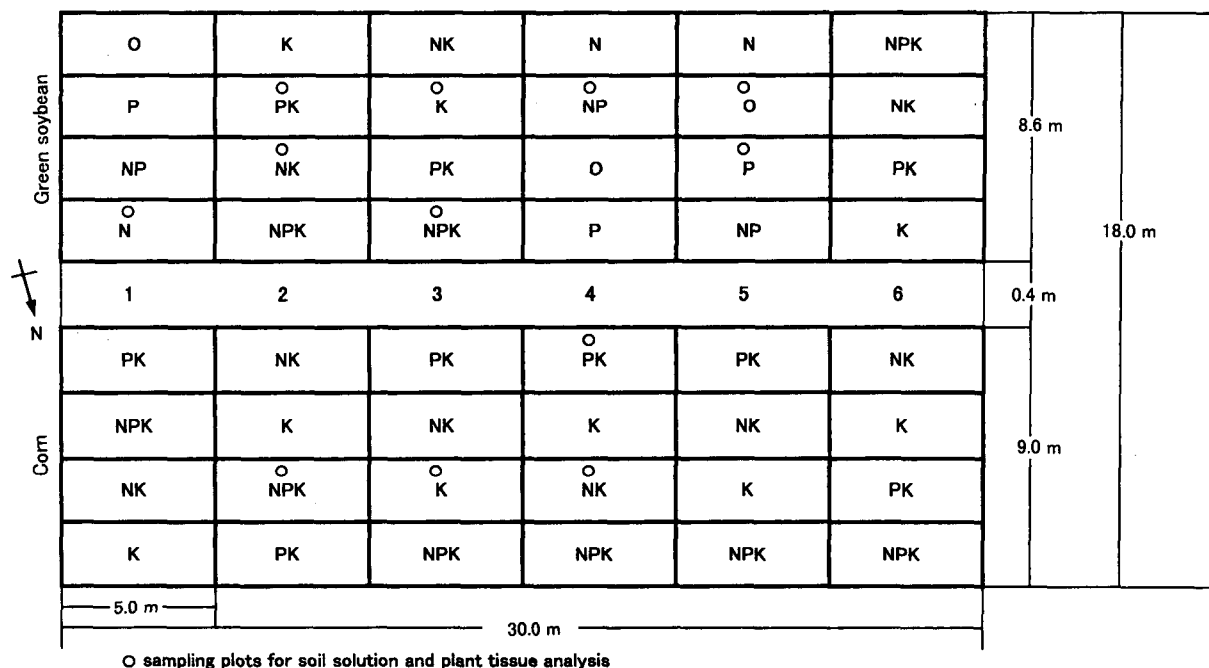 O K NK N N NPK
P PK K NP O NK
NP NK PK O P PK
N NPK NPK P NP K
Green soybean
8.6 m
18.0 m
N
1 2 3 4 5 6
0.4 m
PK NK PK PK PK NK
NPK K NK K NK K
NK NPK K NK K PK
K PK NPK NPK NPK NPK
Corn
9.0 m
5.0 m
30.0 m
O sampling plots for soil solution and plant tissue analysis